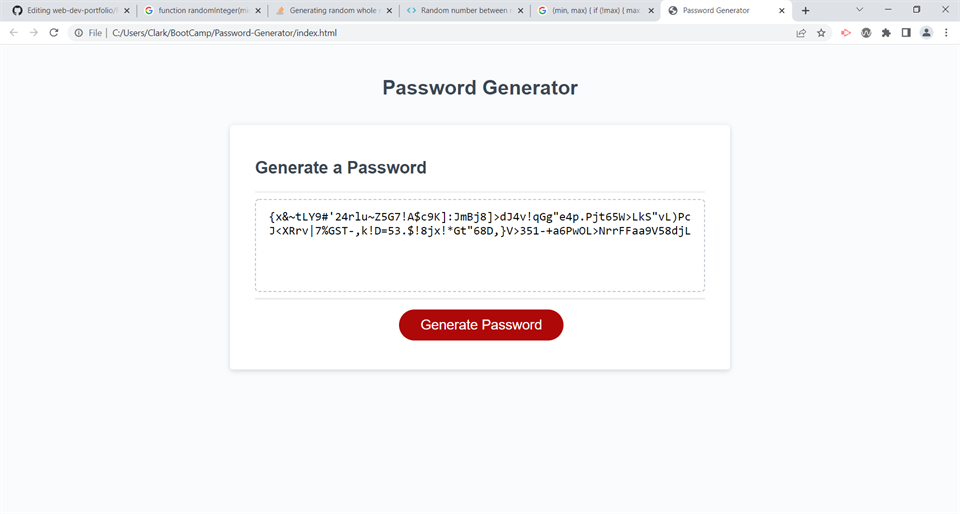 Editing web-dev-portfolio/
function randomInteger(mi
Generating random whole
Random number between
(min, max) { if (!max) { max
Password Generator
File | C:/Users/Clark/BootCamp/Password-Generator/index.html
Password Generator
Generate a Password
{x&~tLY9#'24rlu~Z5G7!A$c9K]:JmBj8]>dJ4v!qGg"e4p.Pjt65W>LkS"vL)Pc
J<XRrv|7%GST-,k!D=53.$!8jx!*Gt"68D,}V>351-+a6PwOL>NrrFFaa9V58djL
Generate Password